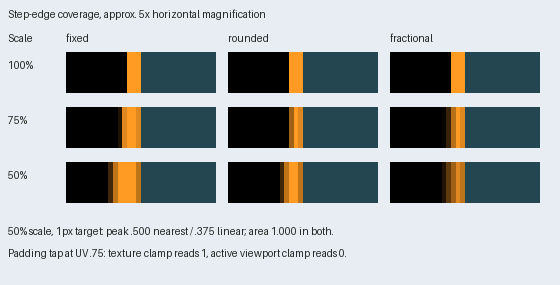 Step-edge coverage, approx. 5x horizontal magnification
Scale fixed rounded fractional
100%
75%
50%
50% scale, 1px target: peak .500 nearest / .375 linear; area 1.000 in both.
Padding tap at UV .75: texture clamp reads 1, active viewport clamp reads 0.